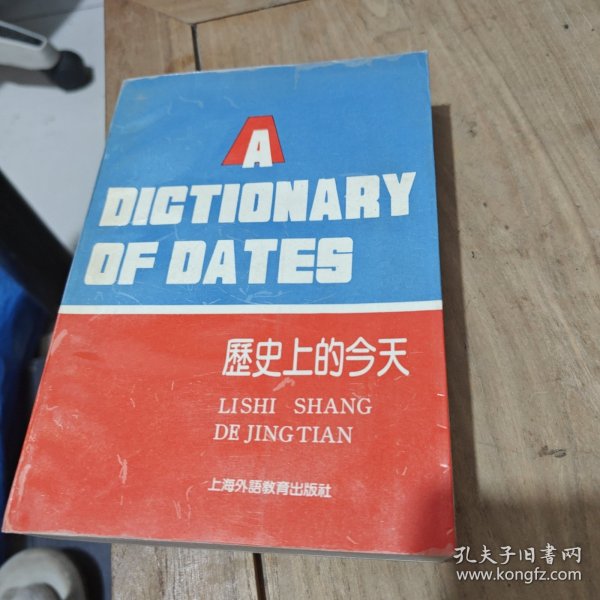 A
DICTIONARY
OF DATES
歷史上的今天
LISHI SHANG
DE JINGTIAN
上海外語教育出版社
孔夫子旧書网
www.kongfz.com